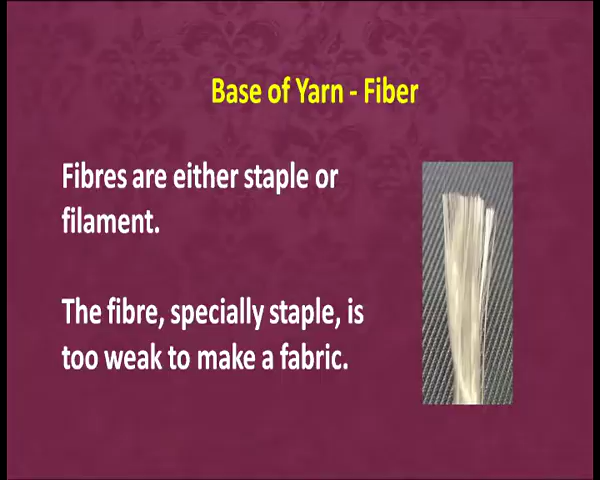 Base of Yarn - Fiber
Fibres are either staple or
filament.
The fibre, specially staple, is
too weak to make a fabric.